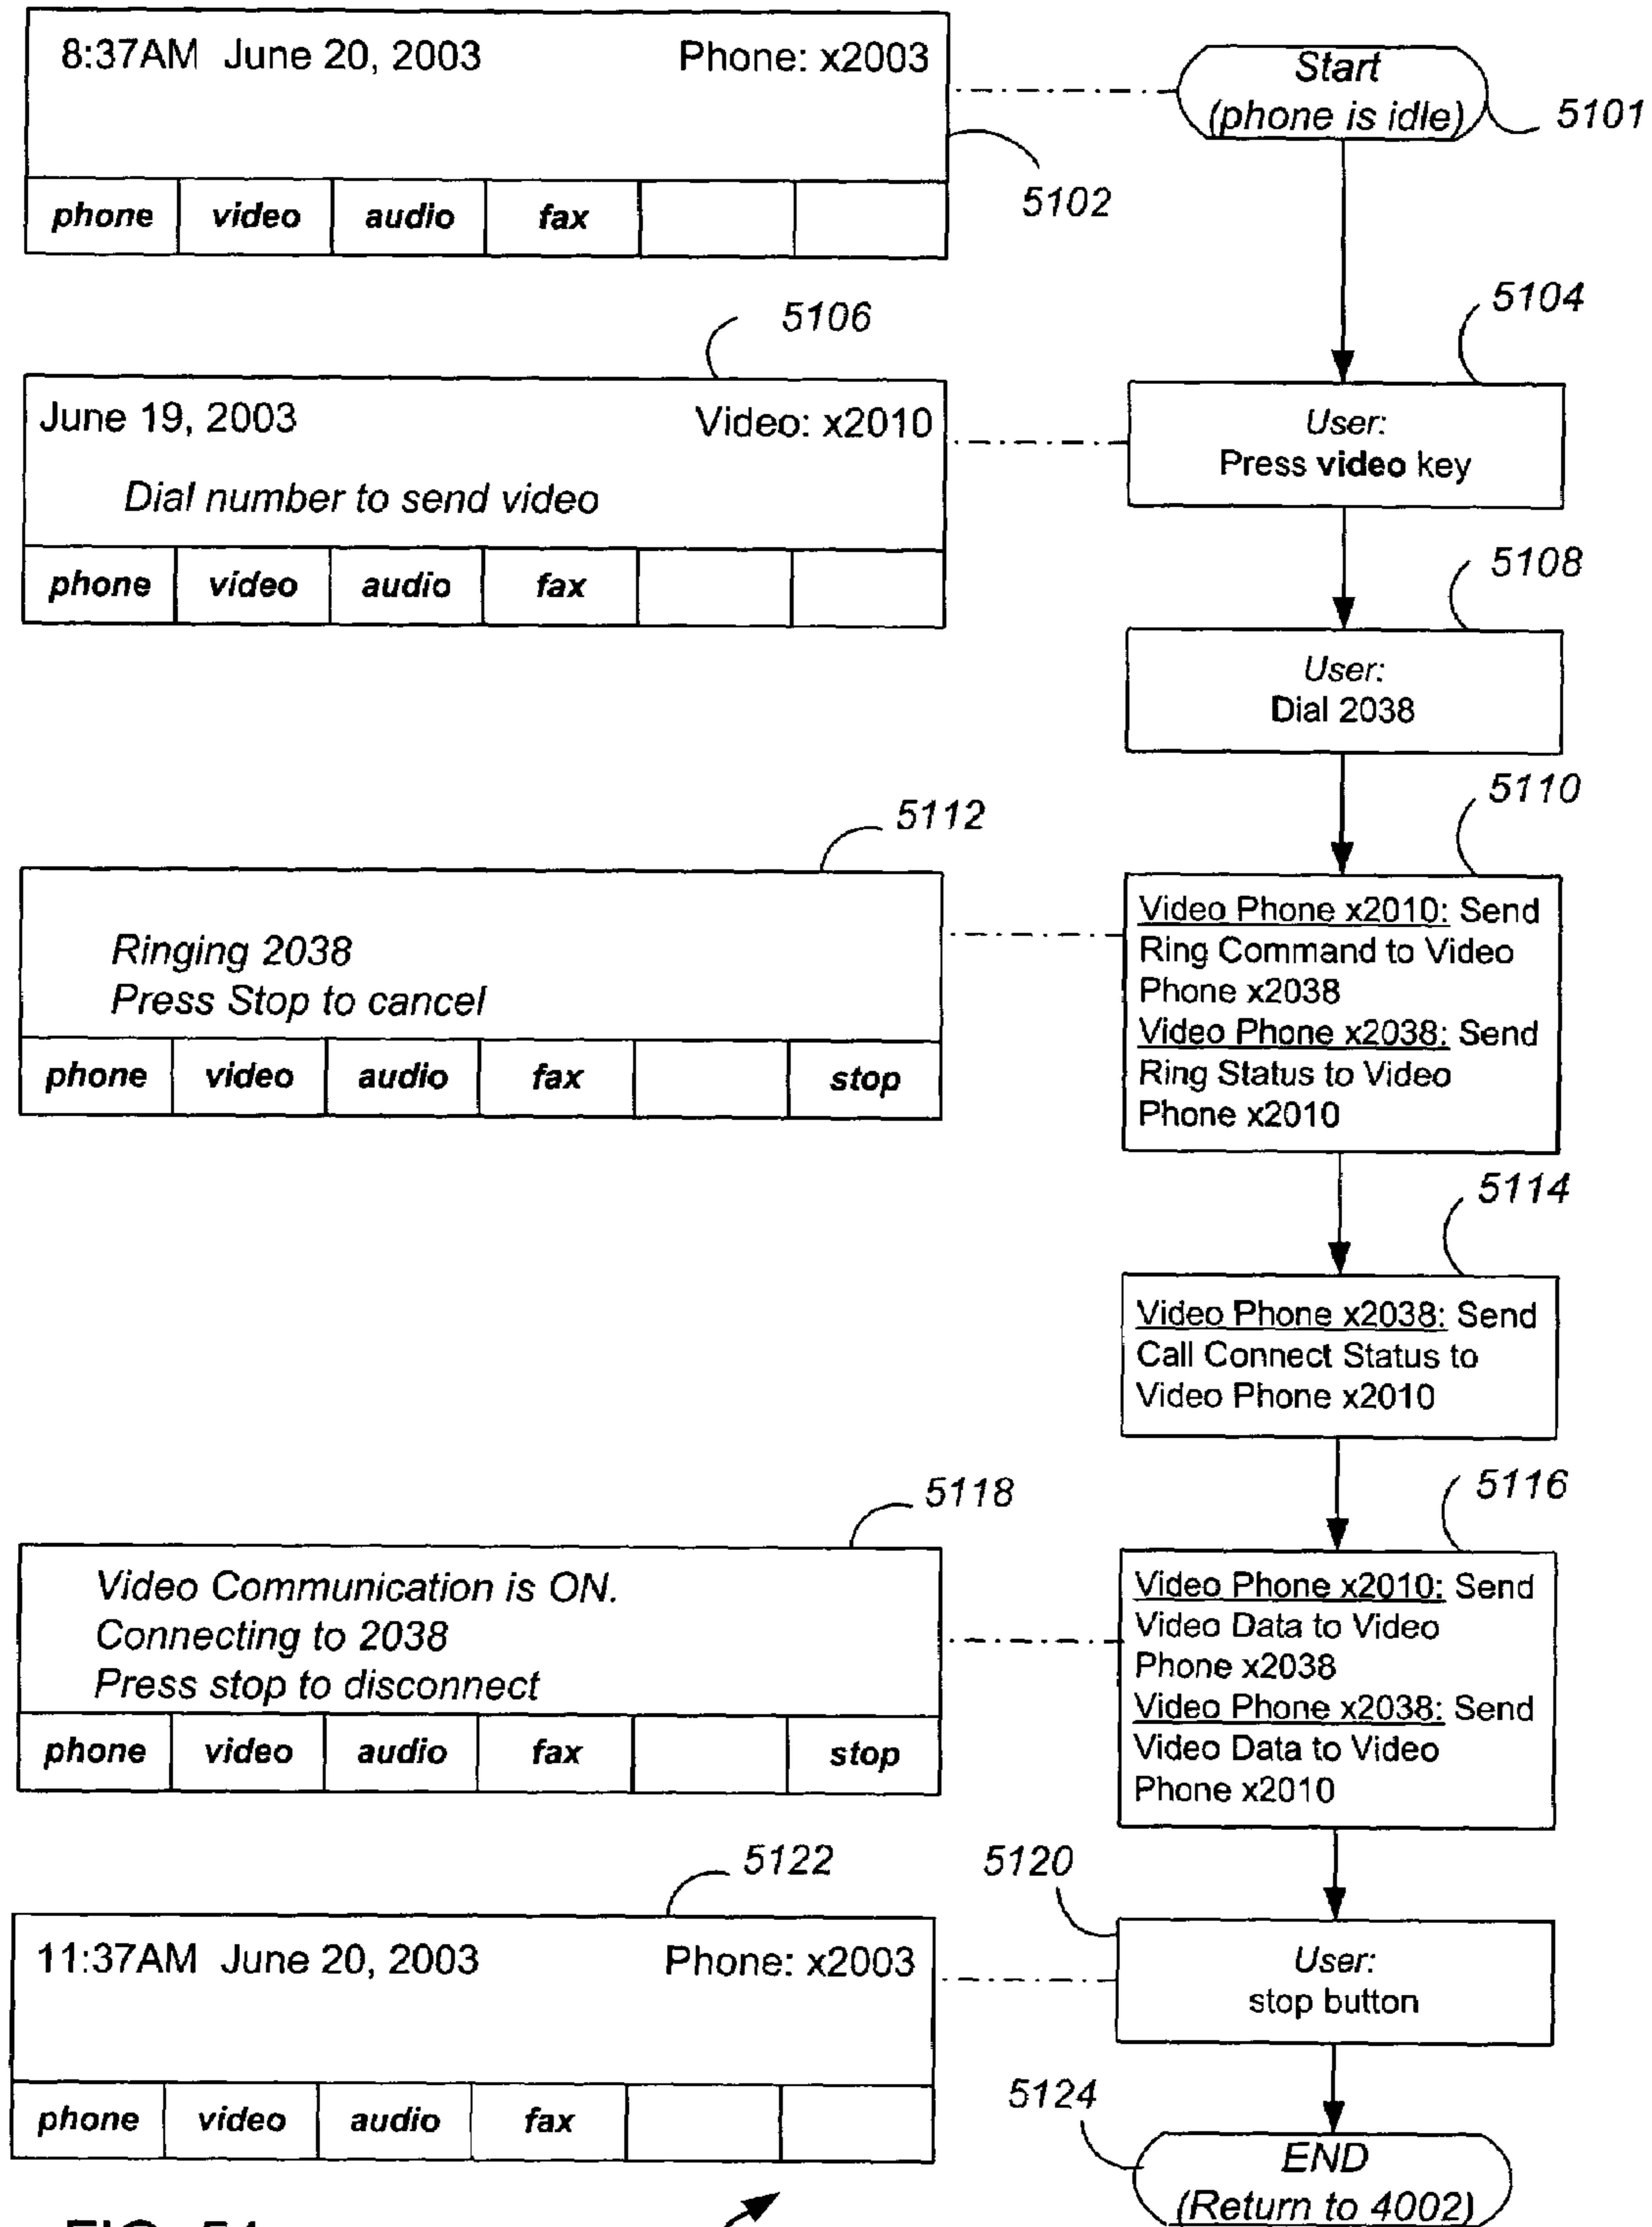 8:37AM June 20, 2003 Phone: x2003
phone video audio fax
5102
Start
(phone is idle)
5101
5106
June 19, 2003 Video: x2010
Dial number to send video
phone video audio fax
5104
User:
Press video key
5108
User:
Dial 2038
5112
Ringing 2038
Press Stop to cancel
phone video audio fax stop
5110
Video Phone x2010: Send
Ring Command to Video
Phone x2038
Video Phone x2038: Send
Ring Status to Video
Phone x2010
5114
Video Phone x2038: Send
Call Connect Status to
Video Phone x2010
5118
Video Communication is ON.
Connecting to 2038
Press stop to disconnect
phone video audio fax stop
5116
Video Phone x2010: Send
Video Data to Video
Phone x2038
Video Phone x2038: Send
Video Data to Video
Phone x2010
5122
11:37AM June 20, 2003 Phone: x2003
phone video audio fax
5120
User:
stop button
5124
END
(Return to 4002)